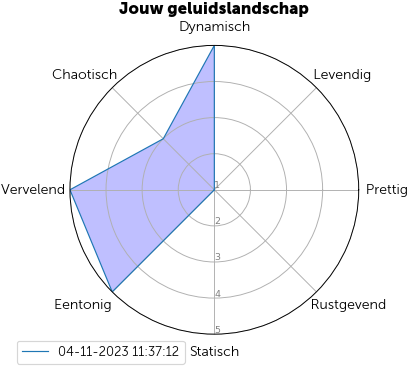 Jouw geluidslandschap
Dynamisch
Chaotisch
Levendig
Vervelend
Prettig
1
2
3
4
5
Eentonig
Rustgevend
04-11-2023 11:37:12
Statisch